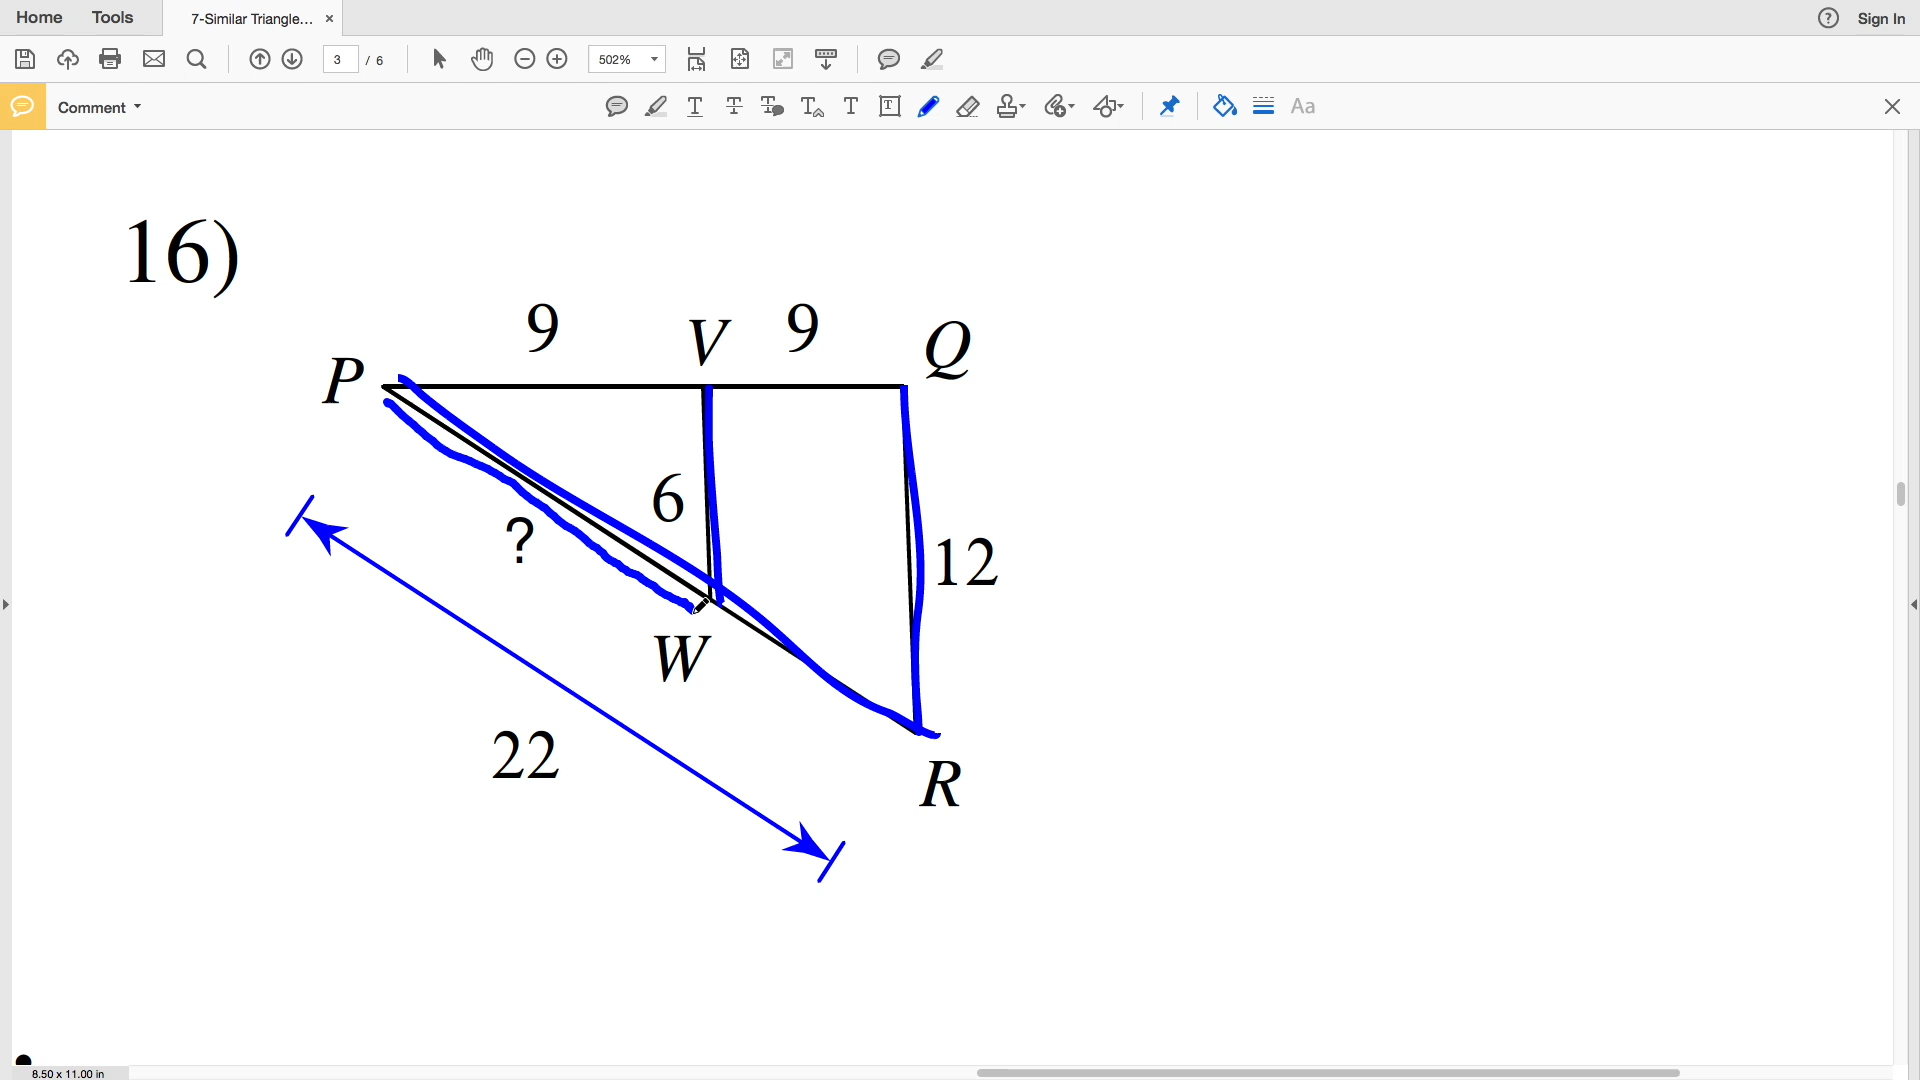 Home Tools 7-Similar Triangle... × ? Sign In
3 / 6 502%
Comment T T T T T T Aa
16)
9 V 9 Q
P
6
? 12
W
22
R
8.50 x 11.00 in